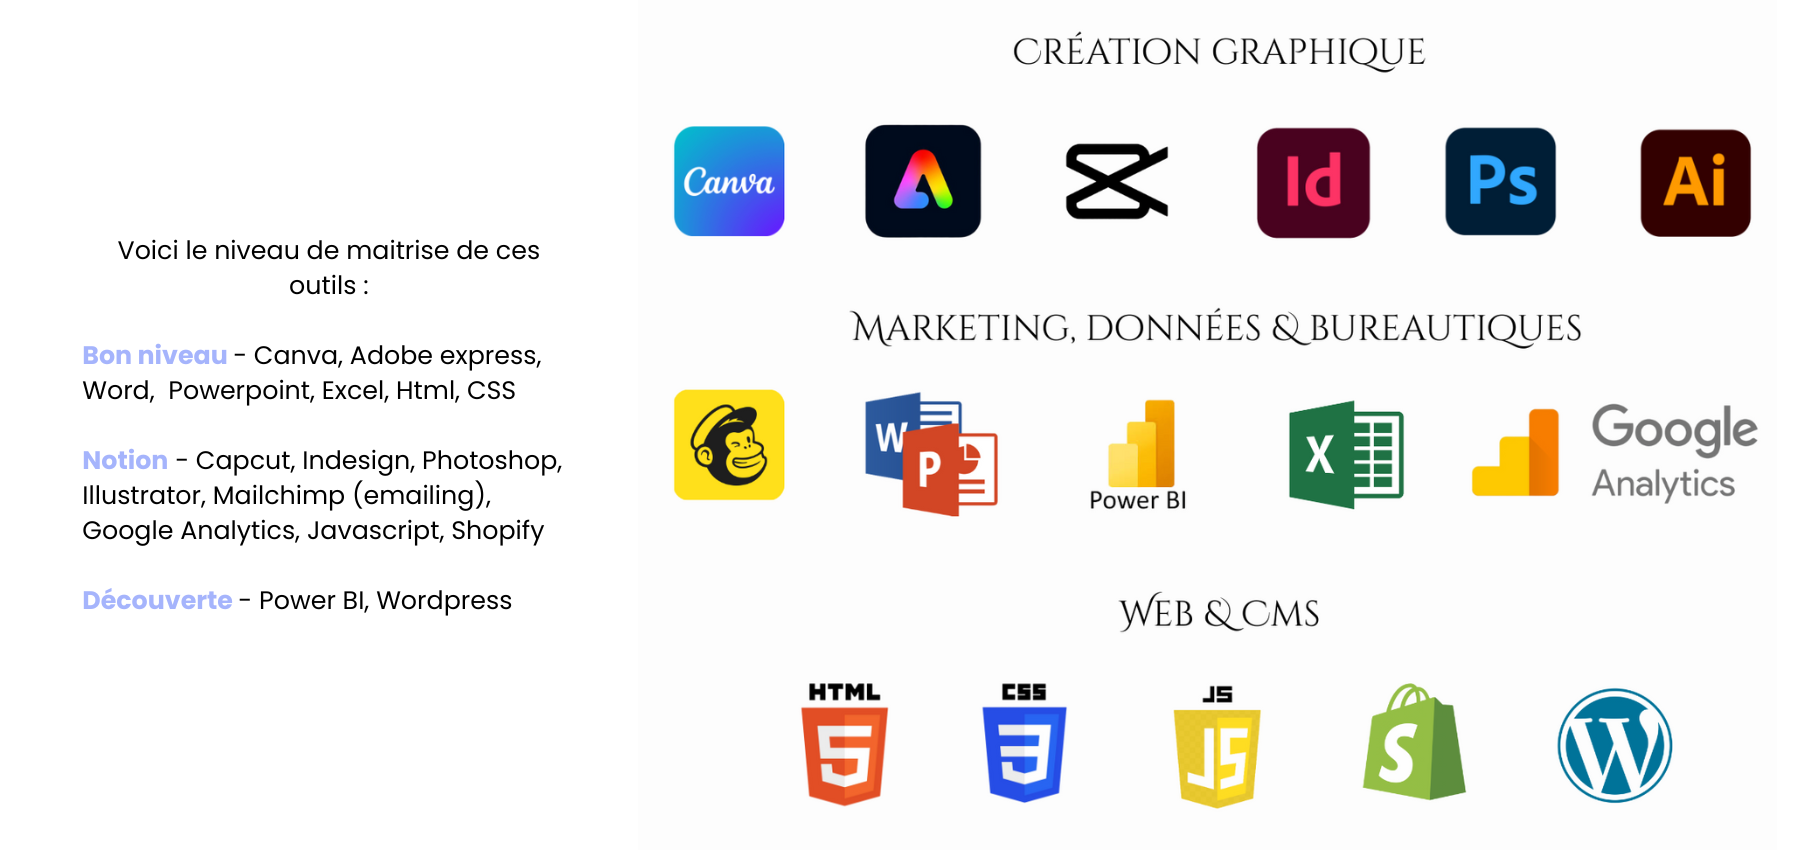 Voici le niveau de maitrise de ces
outils :
Bon niveau - Canva, Adobe express,
Word, Powerpoint, Excel, Html, CSS
Notion - Capcut, Indesign, Photoshop,
Illustrator, Mailchimp (emailing),
Google Analytics, Javascript, Shopify
Découverte - Power BI, Wordpress
CRÉATION GRAPHIQUE
Canva
Id
Ps
Ai
MARKETING, DONNÉES & BUREAUTIQUES
W
P
Power BI
X
Google
Analytics
WEB & CMS
HTML
5
CSS
3
JS
JS
S
W